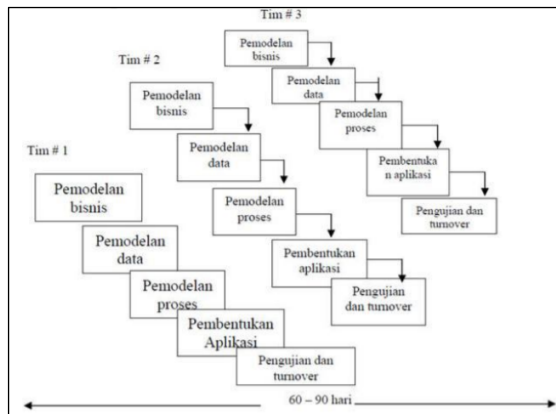 Tim # 3
Pemodelan
bisnis
Pemodelan
data
Pemodelan
proses
Pembentuka
n aplikasi
Pengujian dan
turnover
Tim # 2
Pemodelan
bisnis
Pemodelan
data
Pemodelan
proses
Pembentukan
aplikasi
Pengujian
dan turnover
Tim # 1
Pemodelan
bisnis
Pemodelan
data
Pemodelan
proses
Pembentukan
Aplikasi
Pengujian dan
turnover
60 – 90 hari